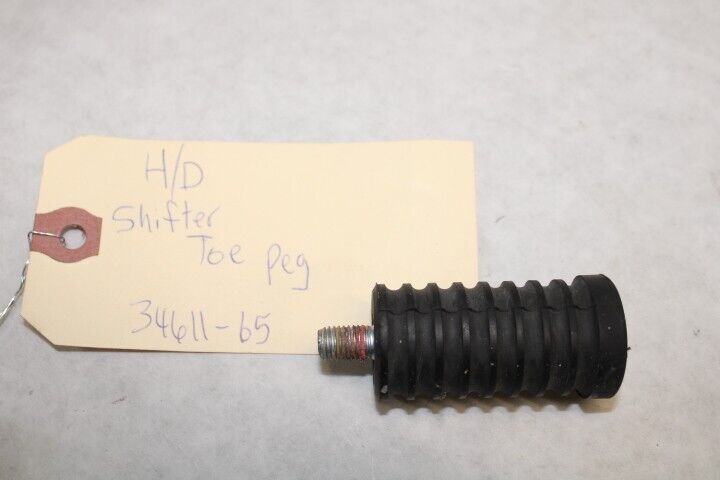 H/D
Shifter
Toe peg
34611-65